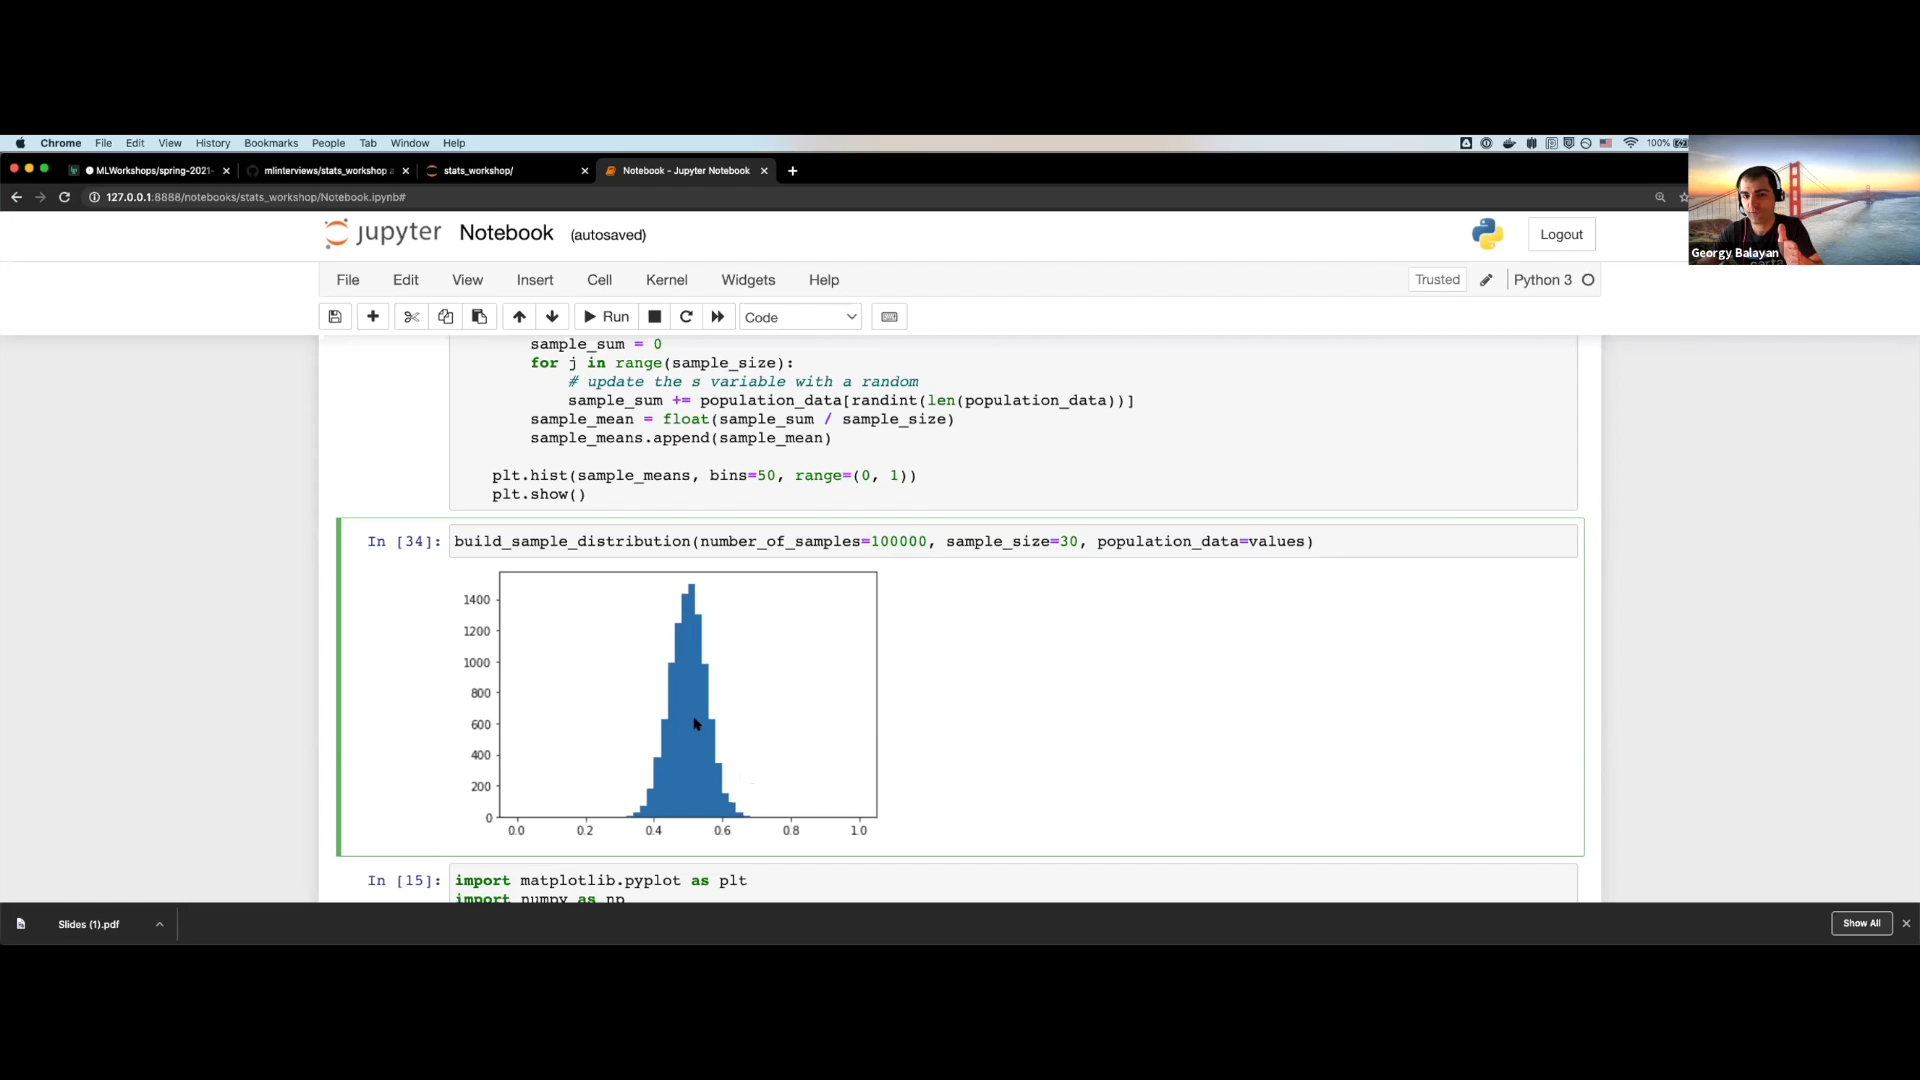 Chrome File Edit View History Bookmarks People Tab Window Help 100%
MLWorkshops/spring-2021- mlinterviews/stats_workshop stats_workshop/ Notebook - Jupyter Notebook
127.0.0.1:8888/notebooks/stats_workshop/Notebook.ipynb#
Georgy Balayan
jupyter Notebook (autosaved) Logout
File Edit View Insert Cell Kernel Widgets Help Trusted Python 3
Run Code
sample_sum = 0
for j in range(sample_size):
# update the s variable with a random
sample_sum += population_data[randint(len(population_data))]
sample_mean = float(sample_sum / sample_size)
sample_means.append(sample_mean)
plt.hist(sample_means, bins=50, range=(0, 1))
plt.show()
In [34]: build_sample_distribution(number_of_samples=100000, sample_size=30, population_data=values)
1400
1200
1000
800
600
400
200
0
0.0 0.2 0.4 0.6 0.8 1.0
In [15]: import matplotlib.pyplot as plt
import numpy as np
Slides (1).pdf Show All